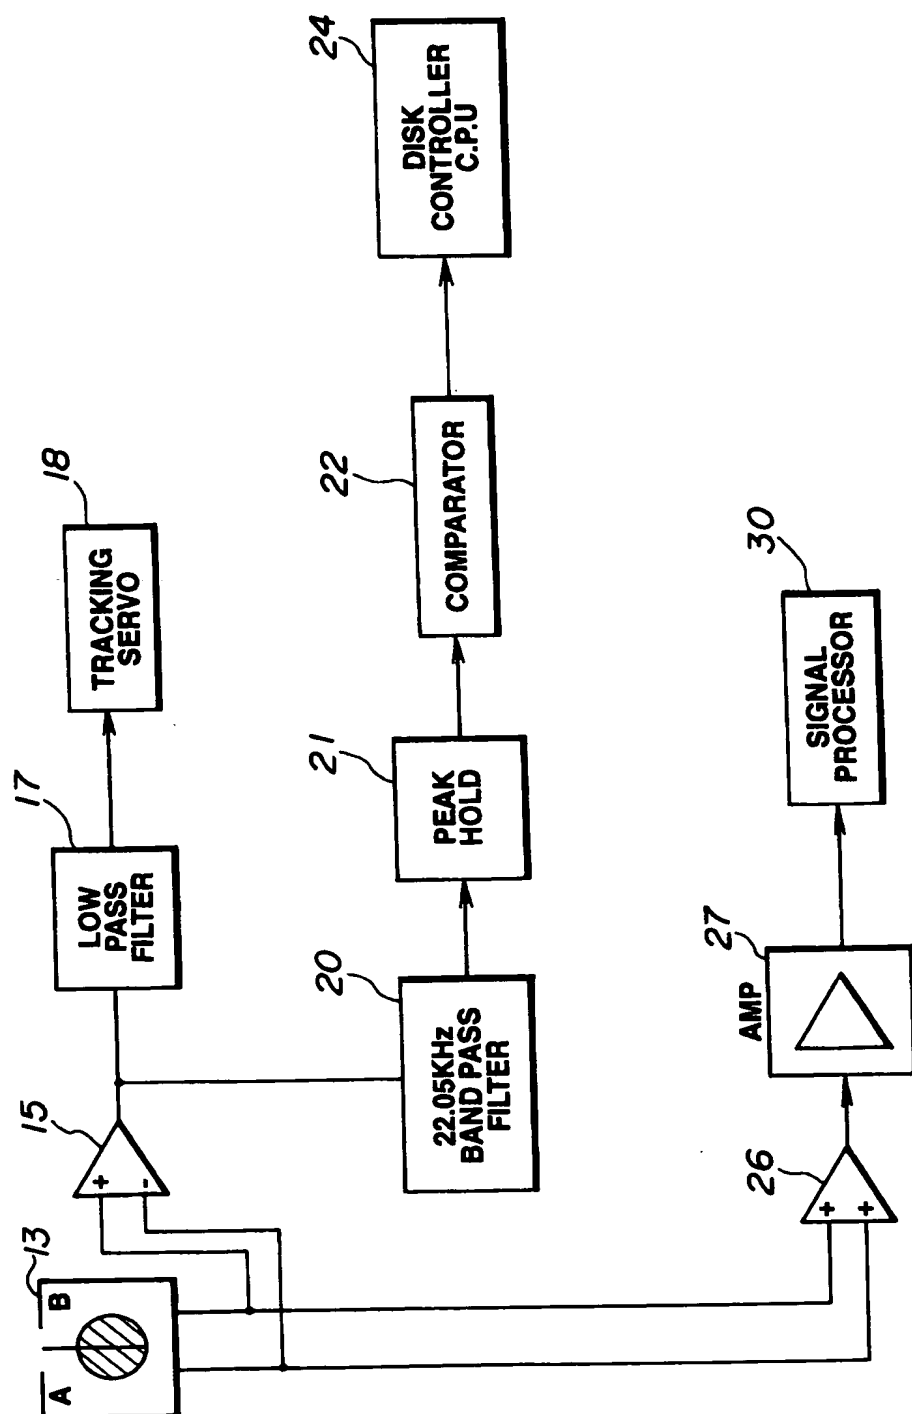 13
A
B
15
+
-
17
LOW
PASS
FILTER
18
TRACKING
SERVO
20
22.05KHz
BAND PASS
FILTER
21
PEAK
HOLD
22
COMPARATOR
24
DISK
CONTROLLER
C.P.U
26
+
+
27
AMP
30
SIGNAL
PROCESSOR